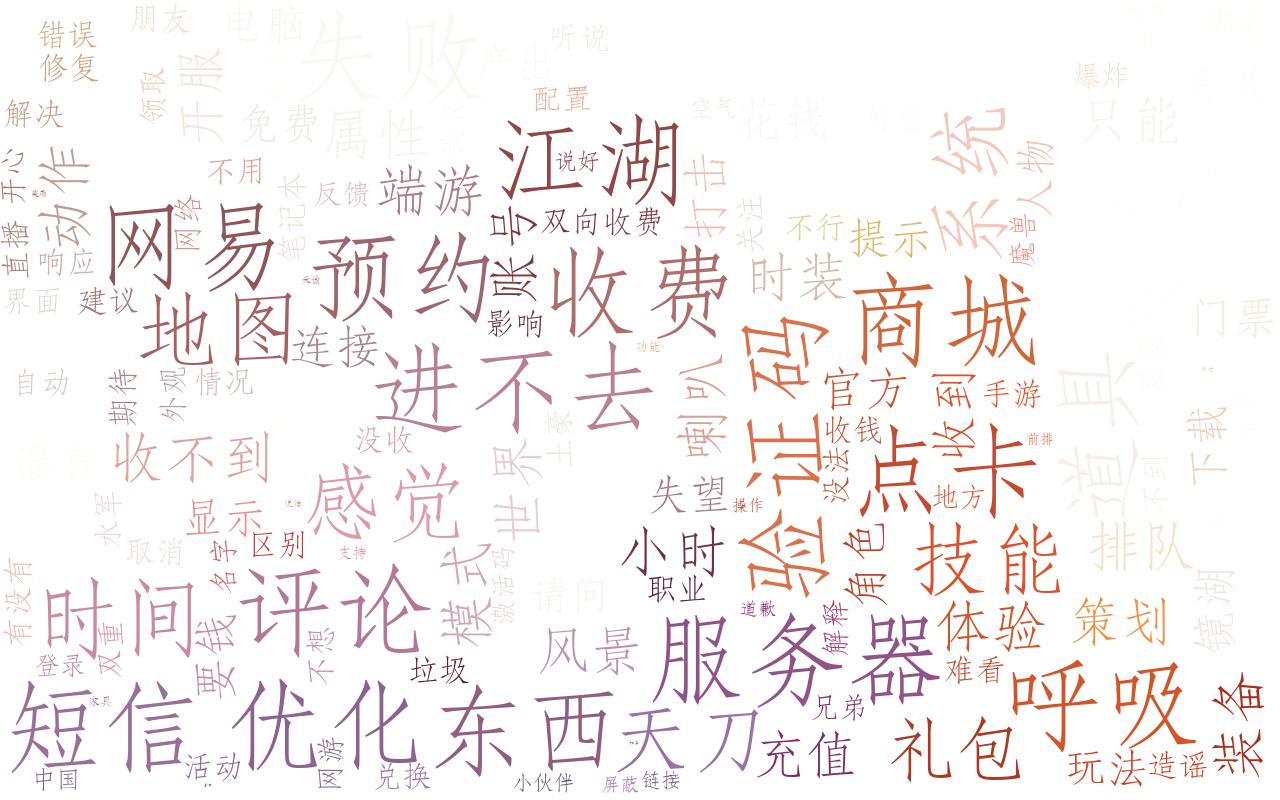 错误
修复
朋友
电脑
失败
产出
听说
开服
领取
解决
免费
属性
配置
空气
花钱
好看
爆炸
只能
系统
人物
魔兽
江湖
说好
打击
开心
动作
不用
网络
笔记本
反馈
端游
账号
双向收费
关注
不行
提示
直播
响应
网易
预约
收费
时装
界面
建议
地图
连接
影响
商城
门票
进不去
功能
验证码
官方
收到
手游
道具
自动
期待
外观
情况
喇叭
收钱
下载
谣言
收不到
没收
世界
土豪
没法
点卡
前排
不到
水军
显示
感觉
失望
操作
地方
取消
名字
区别
支持
小时
角色
技能
排队
有没有
时间
双重
要钱
评论
模式
激活码
请问
职业
道歉
解释
体验
策划
镜湖
登录
不想
垃圾
风景
服务器
难看
呼吸
短信
家具
优化
东西
天刀
兄弟
充值
礼包
装备
中国
活动
网游
兑换
小伙伴
屏蔽
链接
玩法
造谣